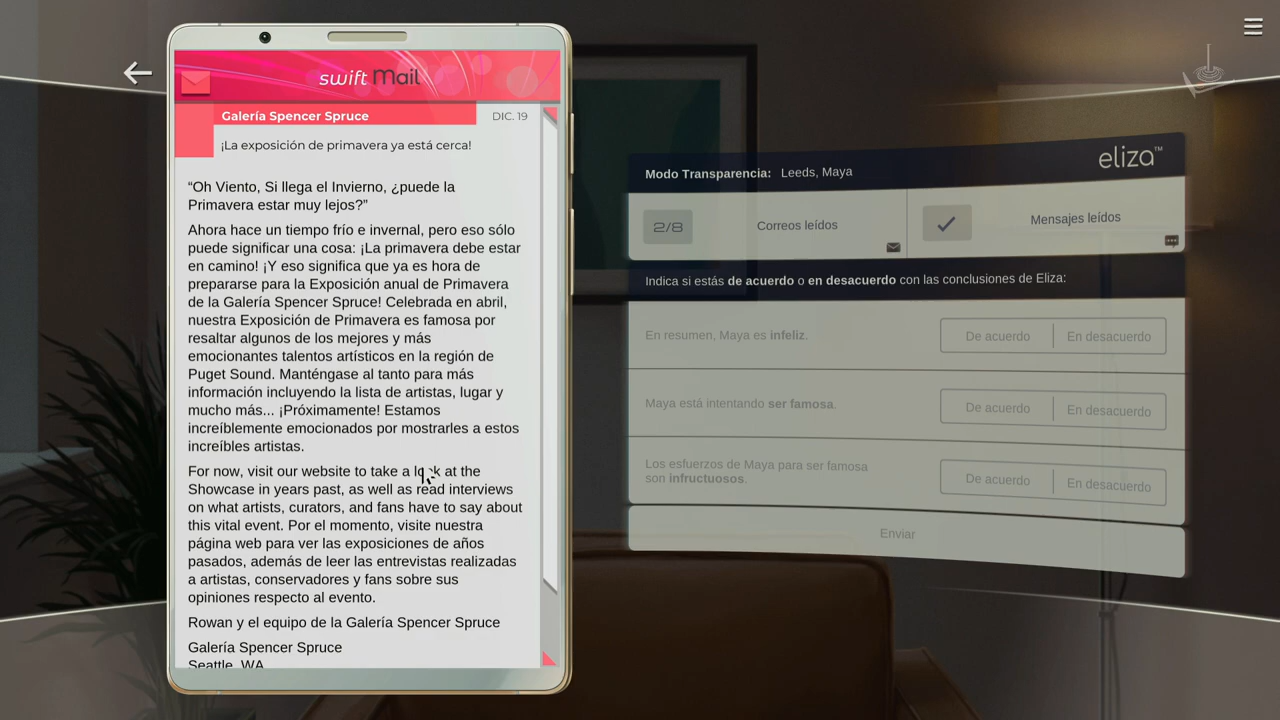 swift Mail
Galería Spencer Spruce
DIC. 19
¡La exposición de primavera ya está cerca!
“Oh Viento, Si llega el Invierno, ¿puede la
Primavera estar muy lejos?”
Ahora hace un tiempo frío e invernal, pero eso sólo
puede significar una cosa: ¡La primavera debe estar
en camino! ¡Y eso significa que ya es hora de
prepararse para la Exposición anual de Primavera
de la Galería Spencer Spruce! Celebrada en abril,
nuestra Exposición de Primavera es famosa por
resaltar algunos de los mejores y más
emocionantes talentos artísticos en la región de
Puget Sound. Manténgase al tanto para más
información incluyendo la lista de artistas, lugar y
mucho más... ¡Próximamente! Estamos
increíblemente emocionados por mostrarles a estos
increíbles artistas.
For now, visit our website to take a look at the
Showcase in years past, as well as read interviews
on what artists, curators, and fans have to say about
this vital event. Por el momento, visite nuestra
página web para ver las exposiciones de años
pasados, además de leer las entrevistas realizadas
a artistas, conservadores y fans sobre sus
opiniones respecto al evento.
Rowan y el equipo de la Galería Spencer Spruce
Galería Spencer Spruce
Seattle, WA
eliza™
Modo Transparencia: Leeds, Maya
2/8 Correos leídos
Mensajes leídos
Indica si estás de acuerdo o en desacuerdo con las conclusiones de Eliza:
En resumen, Maya es infeliz.
De acuerdo
En desacuerdo
Maya está intentando ser famosa.
De acuerdo
En desacuerdo
Los esfuerzos de Maya para ser famosa
son infructuosos.
De acuerdo
En desacuerdo
Enviar